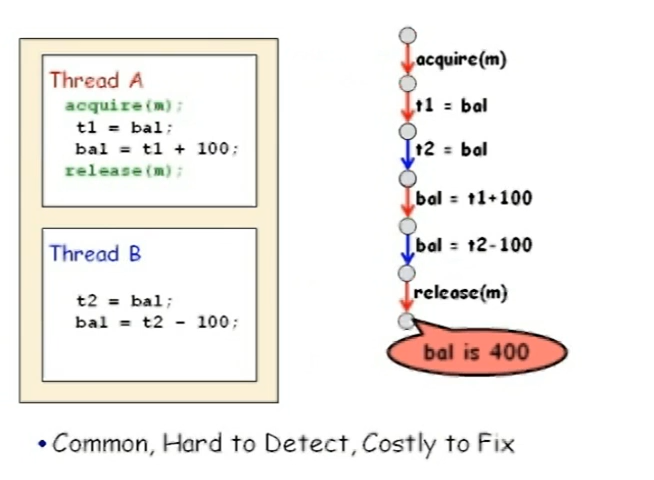 Thread A
acquire(m);
t1 = bal;
bal = t1 + 100;
release(m);
Thread B
t2 = bal;
bal = t2 - 100;
acquire(m)
t1 = bal
t2 = bal
bal = t1+100
bal = t2-100
release(m)
bal is 400
• Common, Hard to Detect, Costly to Fix